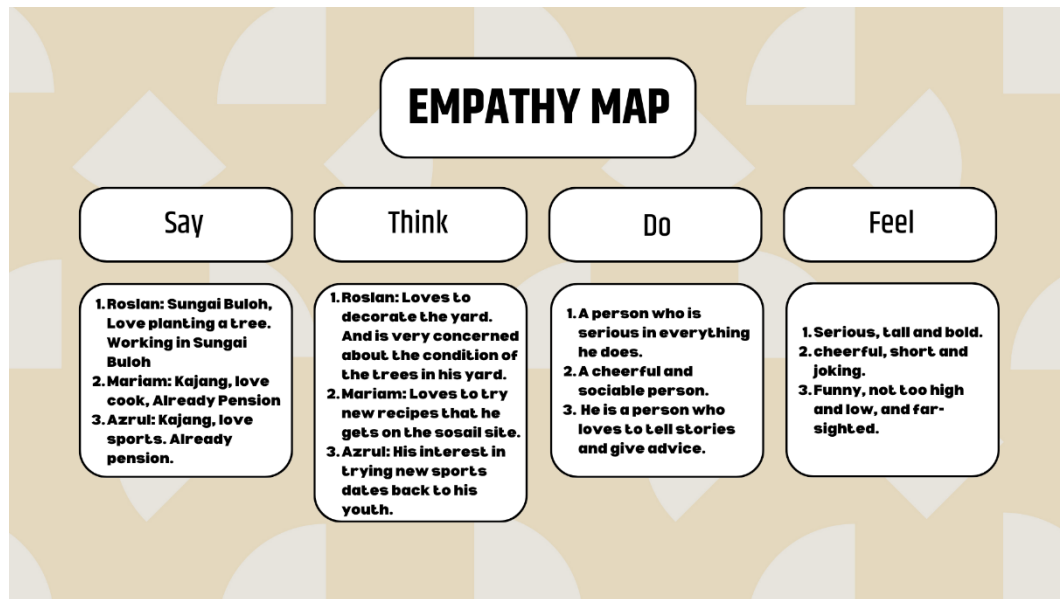 EMPATHY MAP
Say
1. Roslan: Sungai Buloh,
Love planting a tree.
Working in Sungai
Buloh
2. Mariam: Kajang, love
cook, Already Pension
3. Azrul: Kajang, love
sports. Already
pension.
Think
1. Roslan: Loves to
decorate the yard.
And is very concerned
about the condition of
the trees in his yard.
2. Mariam: Loves to try
new recipes that he
gets on the sosail site.
3. Azrul: His interest in
trying new sports
dates back to his
youth.
Do
1. A person who is
serious in everything
he does.
2. A cheerful and
sociable person.
3. He is a person who
loves to tell stories
and give advice.
Feel
1. Serious, tall and bold.
2. cheerful, short and
joking.
3. Funny, not too high
and low, and far-
sighted.